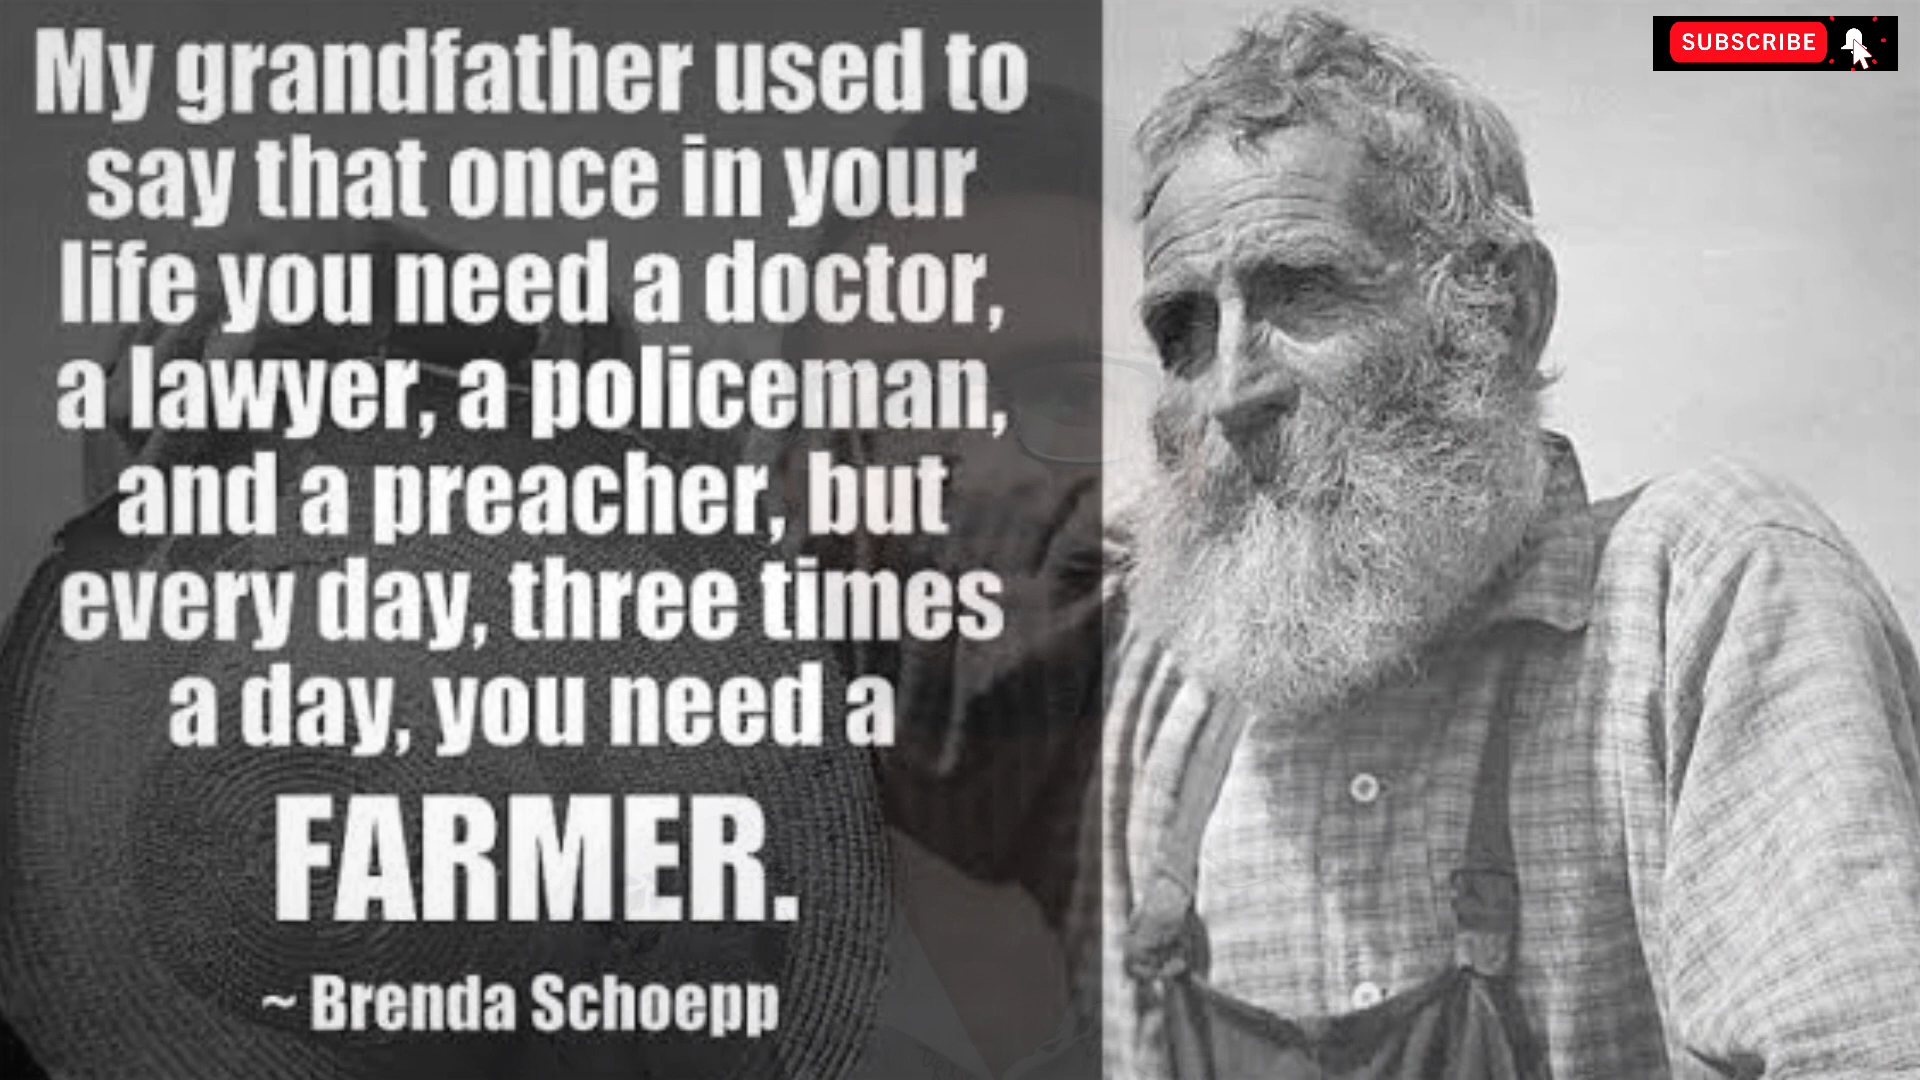 My grandfather used to
say that once in your
life you need a doctor,
a lawyer, a policeman,
and a preacher, but
every day, three times
a day, you need a
FARMER.
~ Brenda Schoepp
SUBSCRIBE